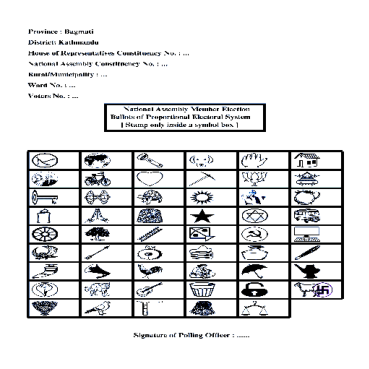 Province : Bagmati
District: Kathmandu
House of Representatives Constituency No. : ...
National Assembly Constituency No. : ...
Rural/Municipality : ...
Word No. : ...
Voters No. : ...
National Assembly Member Election
Ballots of Proportional Electoral System
[ Stamp only inside a symbol box ]
Signature of Polling Officer : ......